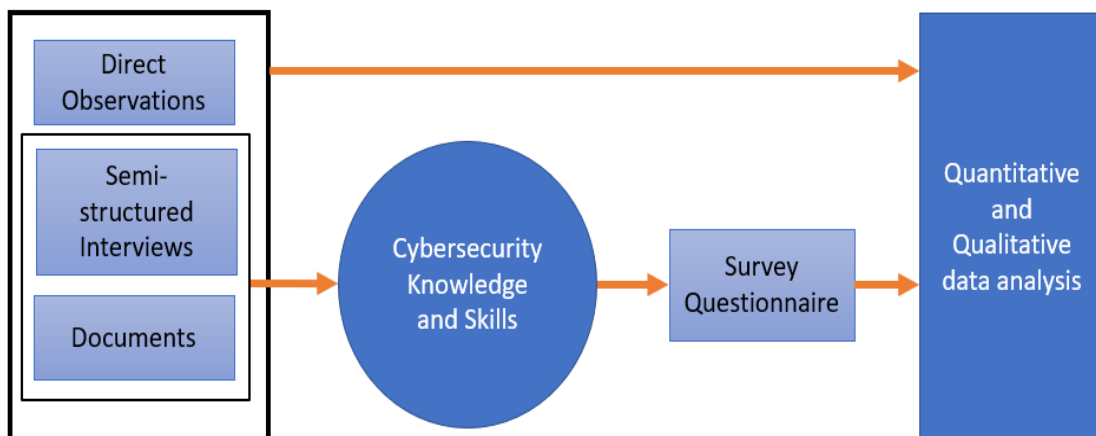 Direct
Observations
Semi-
structured
Interviews
Documents
Cybersecurity
Knowledge
and Skills
Survey
Questionnaire
Quantitative
and
Qualitative
data analysis